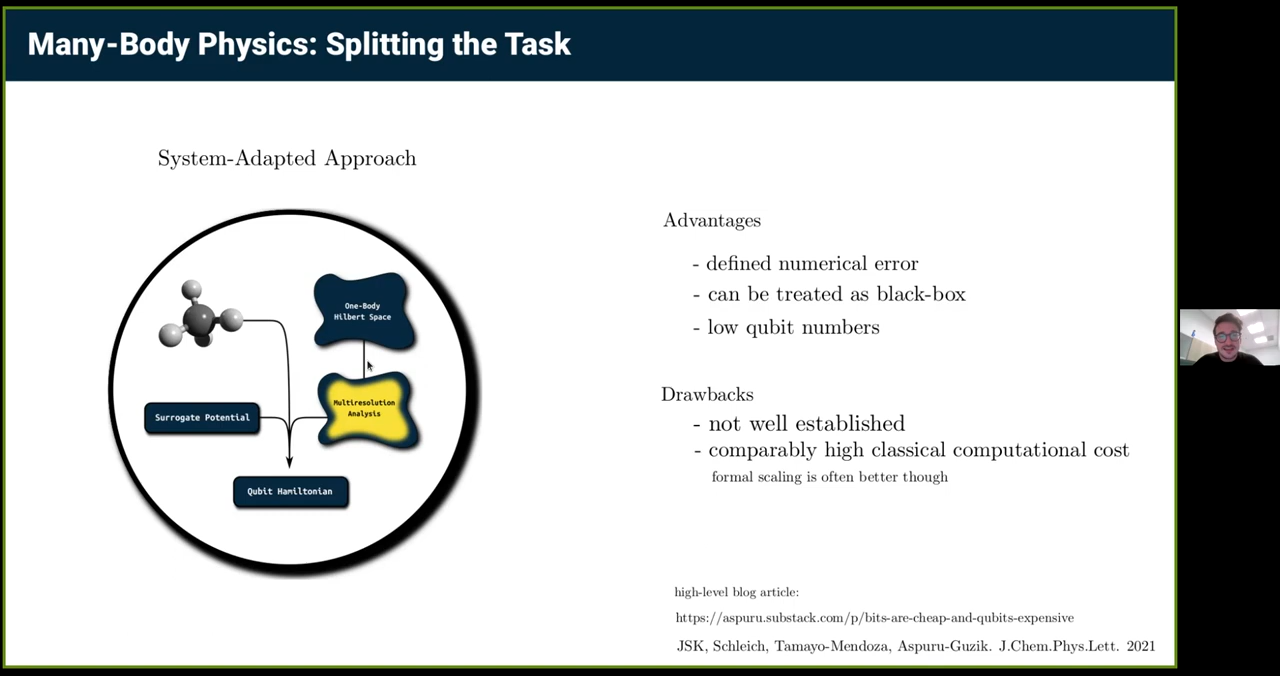 Many-Body Physics: Splitting the Task
System-Adapted Approach
One-Body
Hilbert Space
Multiresolution
Analysis
Surrogate Potential
Qubit Hamiltonian
Advantages
- defined numerical error
- can be treated as black-box
- low qubit numbers
Drawbacks
- not well established
- comparably high classical computational cost
formal scaling is often better though
high-level blog article:
https://aspuru.substack.com/p/bits-are-cheap-and-qubits-expensive
JSK, Schleich, Tamayo-Mendoza, Aspuru-Guzik. J.Chem.Phys.Lett. 2021